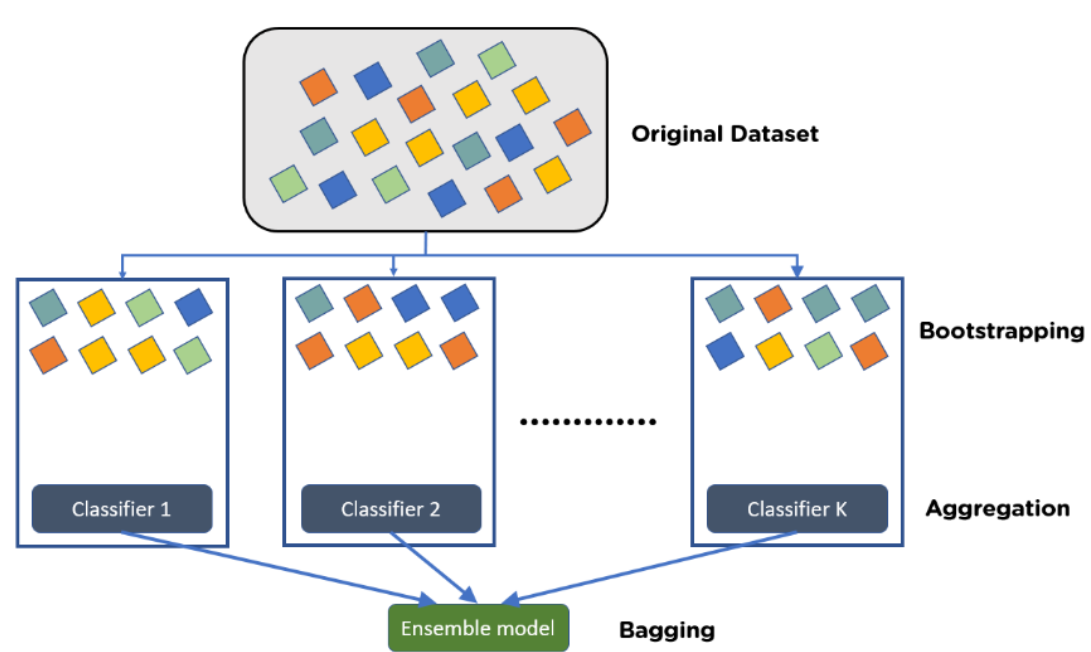 Original Dataset
Bootstrapping
Classifier 1
Classifier 2
Classifier K
Aggregation
Ensemble model
Bagging